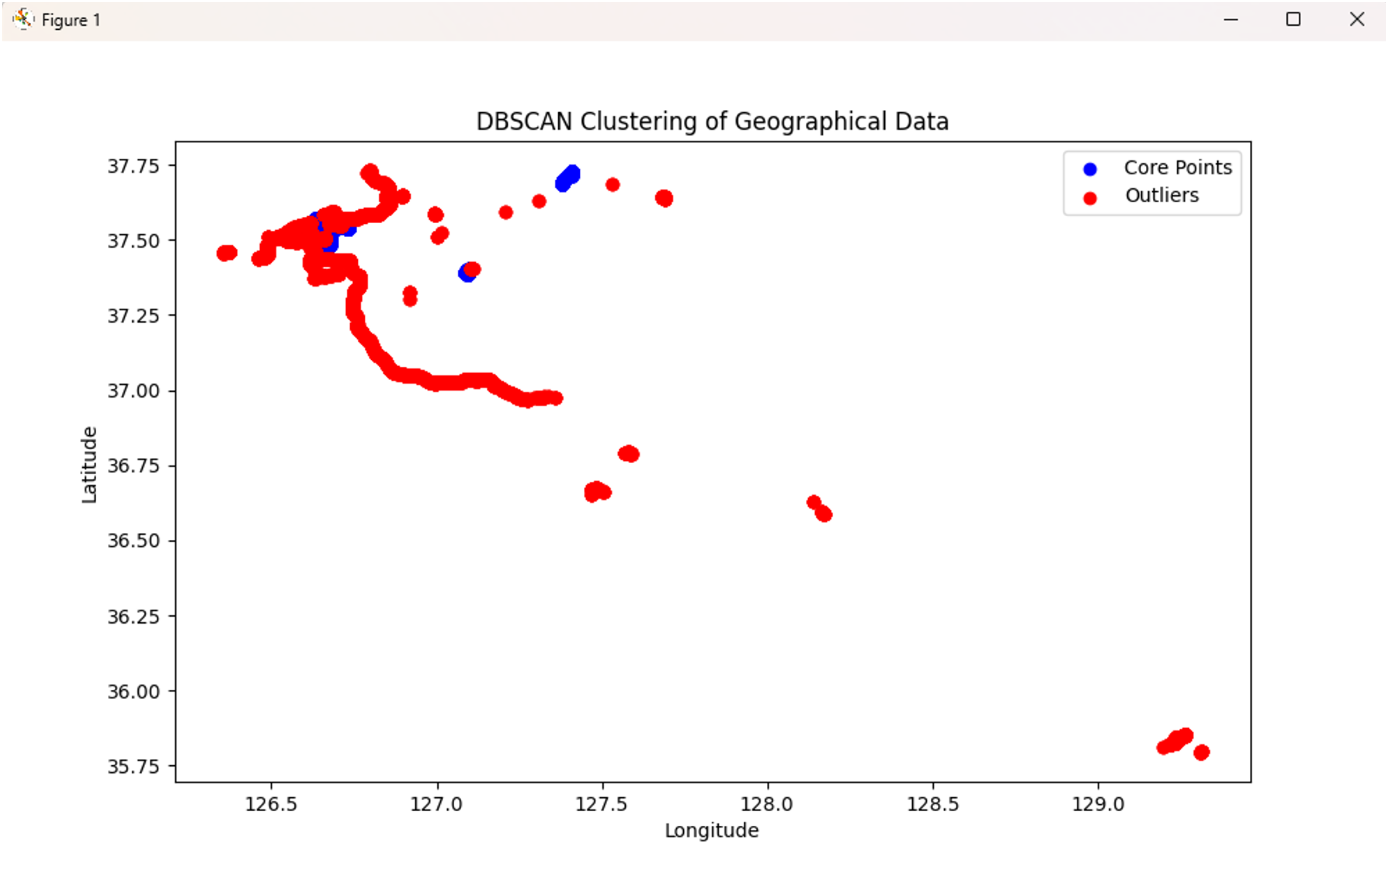 Figure 1
DBSCAN Clustering of Geographical Data
Core Points
Outliers
37.75
37.50
37.25
37.00
36.75
36.50
36.25
36.00
35.75
Latitude
126.5 127.0 127.5 128.0 128.5 129.0
Longitude